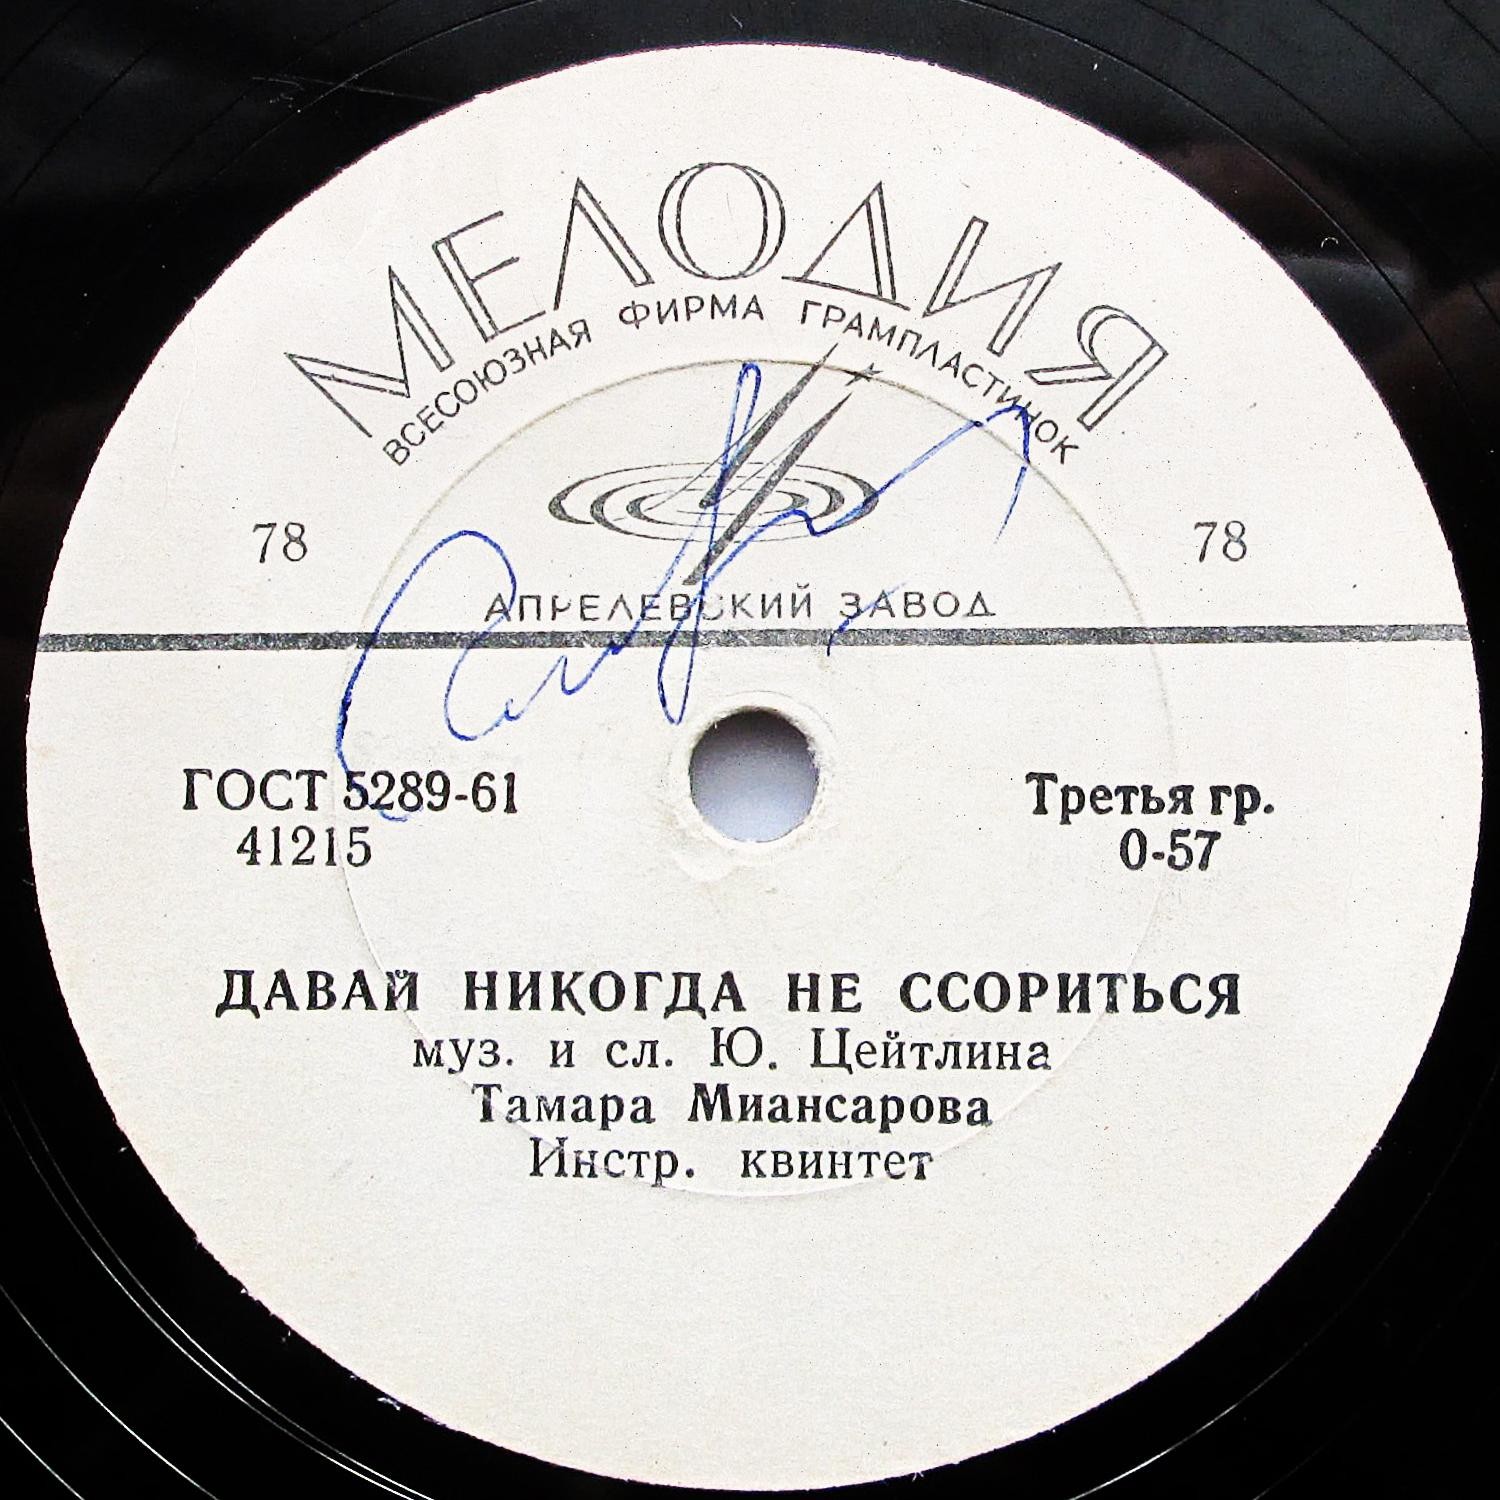 МЕЛОДИЯ
ВСЕСОЮЗНАЯ ФИРМА ГРАМПЛАСТИНОК
78 78
АПРЕЛЕВСКИЙ ЗАВОД
ГОСТ 5289-61 Третья гр.
41215 0-57
ДАВАЙ НИКОГДА НЕ ССОРИТЬСЯ
муз. и сл. Ю. Цейтлина
Тамара Миансарова
Инстр. квинтет